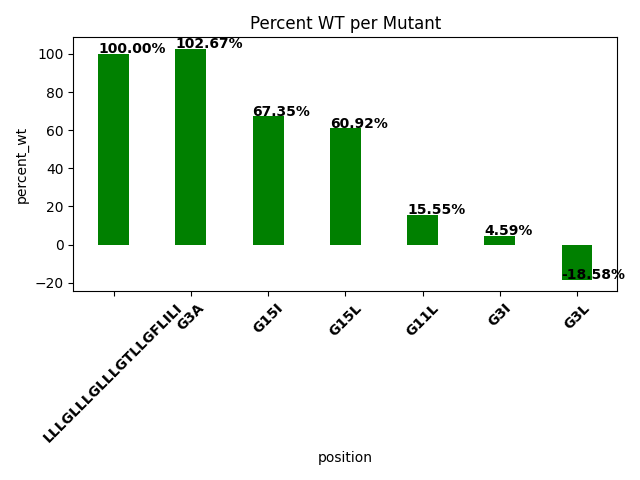 Percent WT per Mutant
percent_wt
100
80
60
40
20
0
−20
100.00%
102.67%
67.35%
60.92%
15.55%
4.59%
-18.58%
LLLGLLLGLLLGTLLGFLILI
G3A
G15I
G15L
G11L
G3I
G3L
position